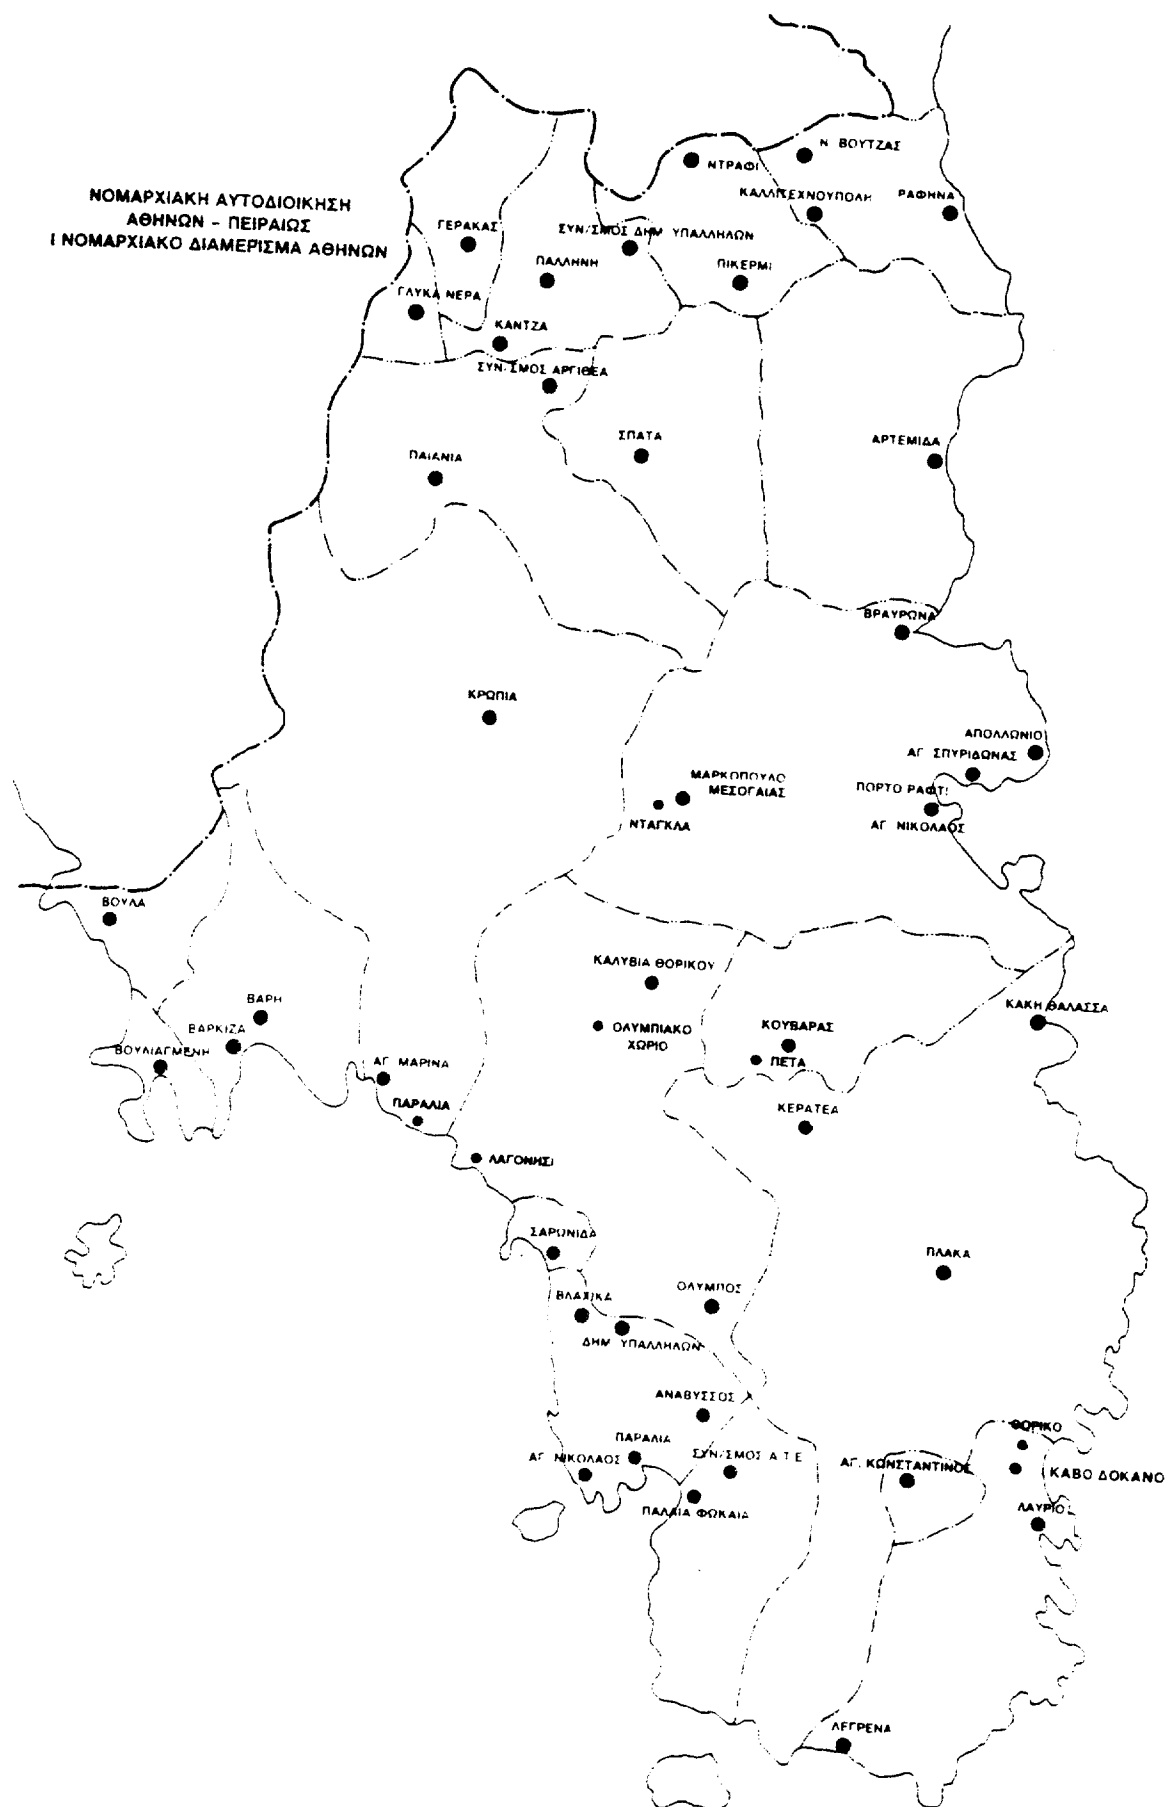 ΝΟΜΑΡΧΙΑΚΗ ΑΥΤΟΔΙΟΙΚΗΣΗ
ΑΘΗΝΩΝ - ΠΕΙΡΑΙΩΣ
Ι ΝΟΜΑΡΧΙΑΚΟ ΔΙΑΜΕΡΙΣΜΑ ΑΘΗΝΩΝ
Ν. ΒΟΥΤΖΑΣ
ΝΤΡΑΦΙ
ΚΑΛΛΙΤΕΧΝΟΥΠΟΛΗ
ΡΑΦΗΝΑ
ΓΕΡΑΚΑΣ
ΣΥΝ/ΣΜΟΣ ΔΗΜ ΥΠΑΛΛΗΛΩΝ
ΠΑΛΛΗΝΗ
ΠΙΚΕΡΜΙ
ΓΛΥΚΑ ΝΕΡΑ
ΚΑΝΤΖΑ
ΣΥΝ/ΣΜΟΣ ΑΡΓΙΘΕΑ
ΣΠΑΤΑ
ΑΡΤΕΜΙΔΑ
ΠΑΙΑΝΙΑ
ΒΡΑΥΡΩΝΑ
ΚΡΩΠΙΑ
ΑΠΟΛΛΩΝΙΟ
ΑΓ. ΣΠΥΡΙΔΩΝΑΣ
ΜΑΡΚΟΠΟΥΛΟ
ΜΕΣΟΓΑΙΑΣ
ΠΟΡΤΟ ΡΑΦΤΙ
ΝΤΑΓΚΛΑ
ΑΓ ΝΙΚΟΛΑΟΣ
ΒΟΥΛΑ
ΚΑΛΥΒΙΑ ΘΟΡΙΚΟΥ
ΒΑΡΗ
ΚΑΚΗ ΘΑΛΑΣΣΑ
ΒΑΡΚΙΖΑ
ΟΛΥΜΠΙΑΚΟ
ΧΩΡΙΟ
ΚΟΥΒΑΡΑΣ
ΒΟΥΛΙΑΓΜΕΝΗ
ΑΓ ΜΑΡΙΝΑ
ΠΕΤΑ
ΠΑΡΑΛΙΑ
ΚΕΡΑΤΕΑ
ΛΑΓΟΝΗΣΙ
ΣΑΡΩΝΙΔΑ
ΠΛΑΚΑ
ΒΛΑΧΙΚΑ
ΟΛΥΜΠΟΣ
ΔΗΜ ΥΠΑΛΛΗΛΩΝ
ΑΝΑΒΥΣΣΟΣ
ΘΟΡΙΚΟ
ΠΑΡΑΛΙΑ
ΑΓ ΝΙΚΟΛΑΟΣ
ΣΥΝ/ΣΜΟΣ Α.Τ.Ε
ΑΓ. ΚΩΝΣΤΑΝΤΙΝΟΣ
ΚΑΒΟ ΔΟΚΑΝΟ
ΠΑΛΑΙΑ ΦΩΚΑΙΑ
ΛΑΥΡΙΟ
ΛΕΓΡΕΝΑ